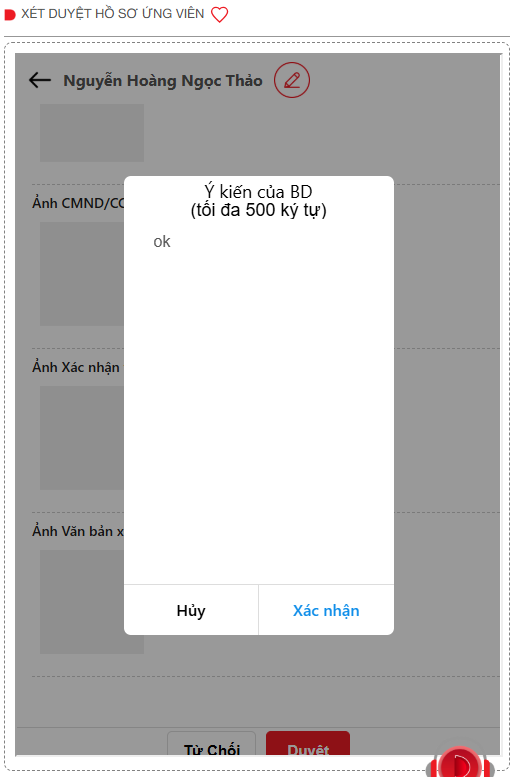 XÉT DUYỆT HỒ SƠ ỨNG VIÊN
Nguyễn Hoàng Ngọc Thảo
Ảnh CMND/CC
Ảnh Xác nhận
Ảnh Văn bản x
Ý kiến của BD
(tối đa 500 ký tự)
ok
Hủy
Xác nhận
Từ Chối
Duyệt